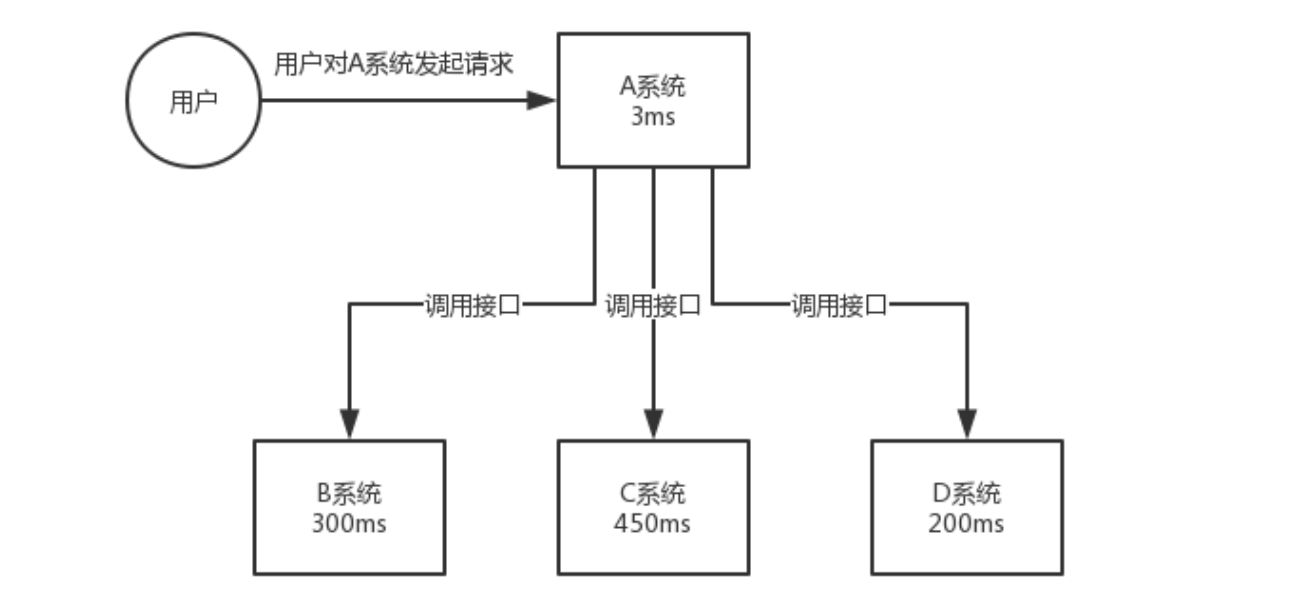 用户
用户对A系统发起请求
A系统
3ms
调用接口
调用接口
调用接口
B系统
300ms
C系统
450ms
D系统
200ms